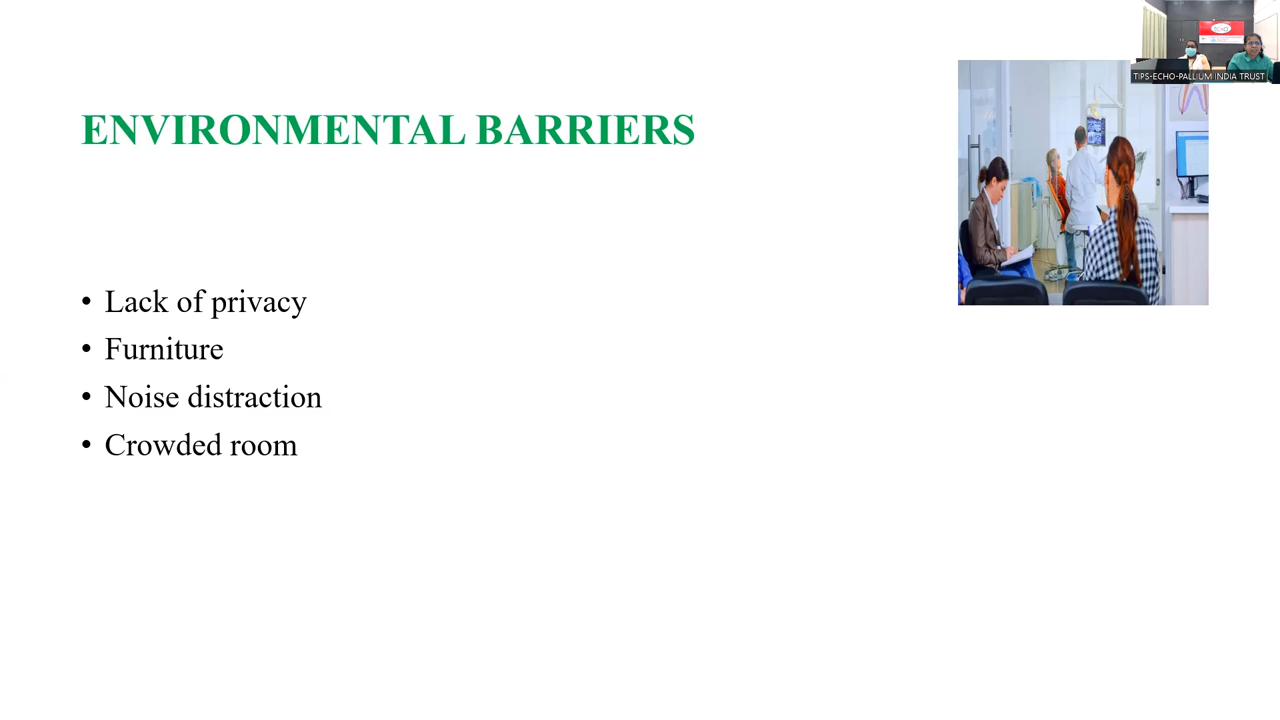 TIPS-ECHO-PALLIUM INDIA TRUST
ENVIRONMENTAL BARRIERS
• Lack of privacy
• Furniture
• Noise distraction
• Crowded room